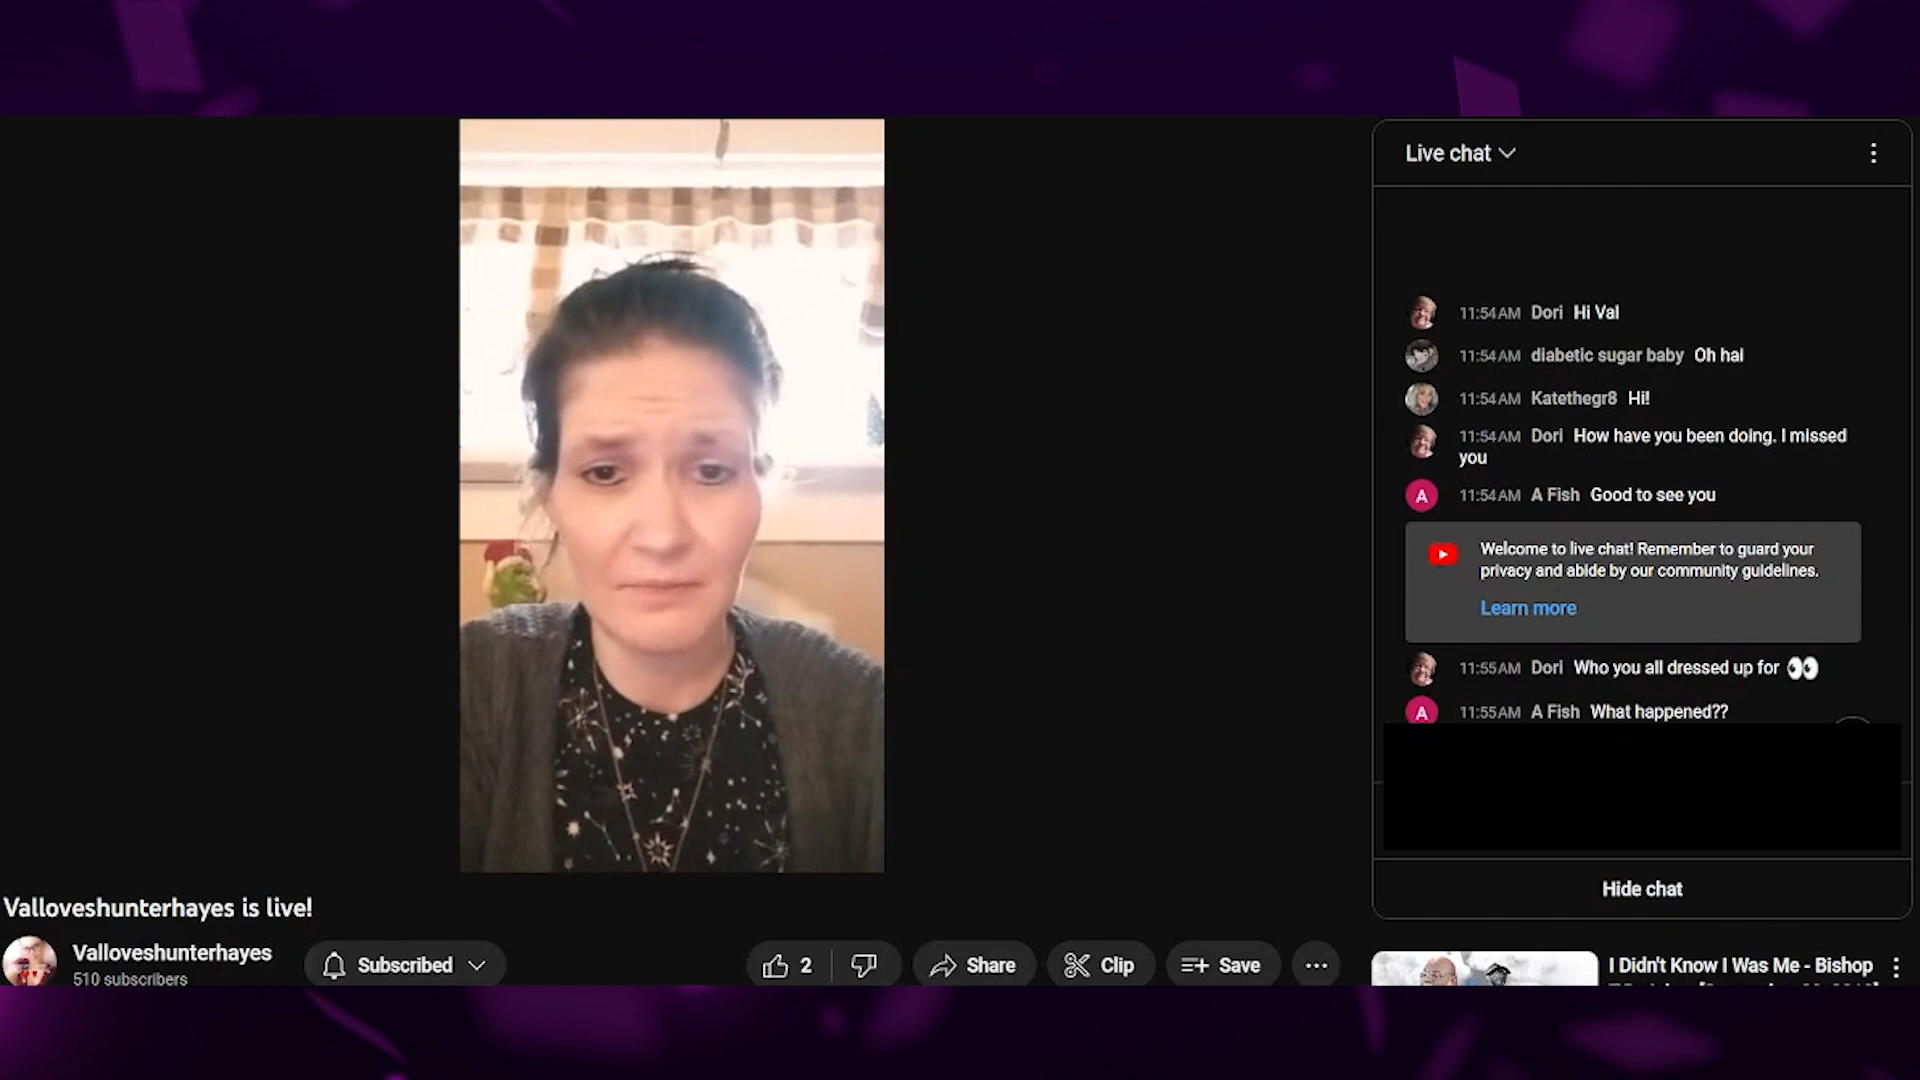 Live chat
11:54 AM Dori Hi Val
11:54 AM diabetic sugar baby Oh hai
11:54 AM Katethegr8 Hi!
11:54 AM Dori How have you been doing. I missed
you
A
11:54 AM A Fish Good to see you
Welcome to live chat! Remember to guard your
privacy and abide by our community guidelines.
Learn more
11:55 AM Dori Who you all dressed up for 👀
A
11:55 AM A Fish What happened??
Hide chat
Valloveshunterhayes is live!
Valloveshunterhayes
510 subscribers
Subscribed
2
Share
Clip
Save
I Didn't Know I Was Me - Bishop